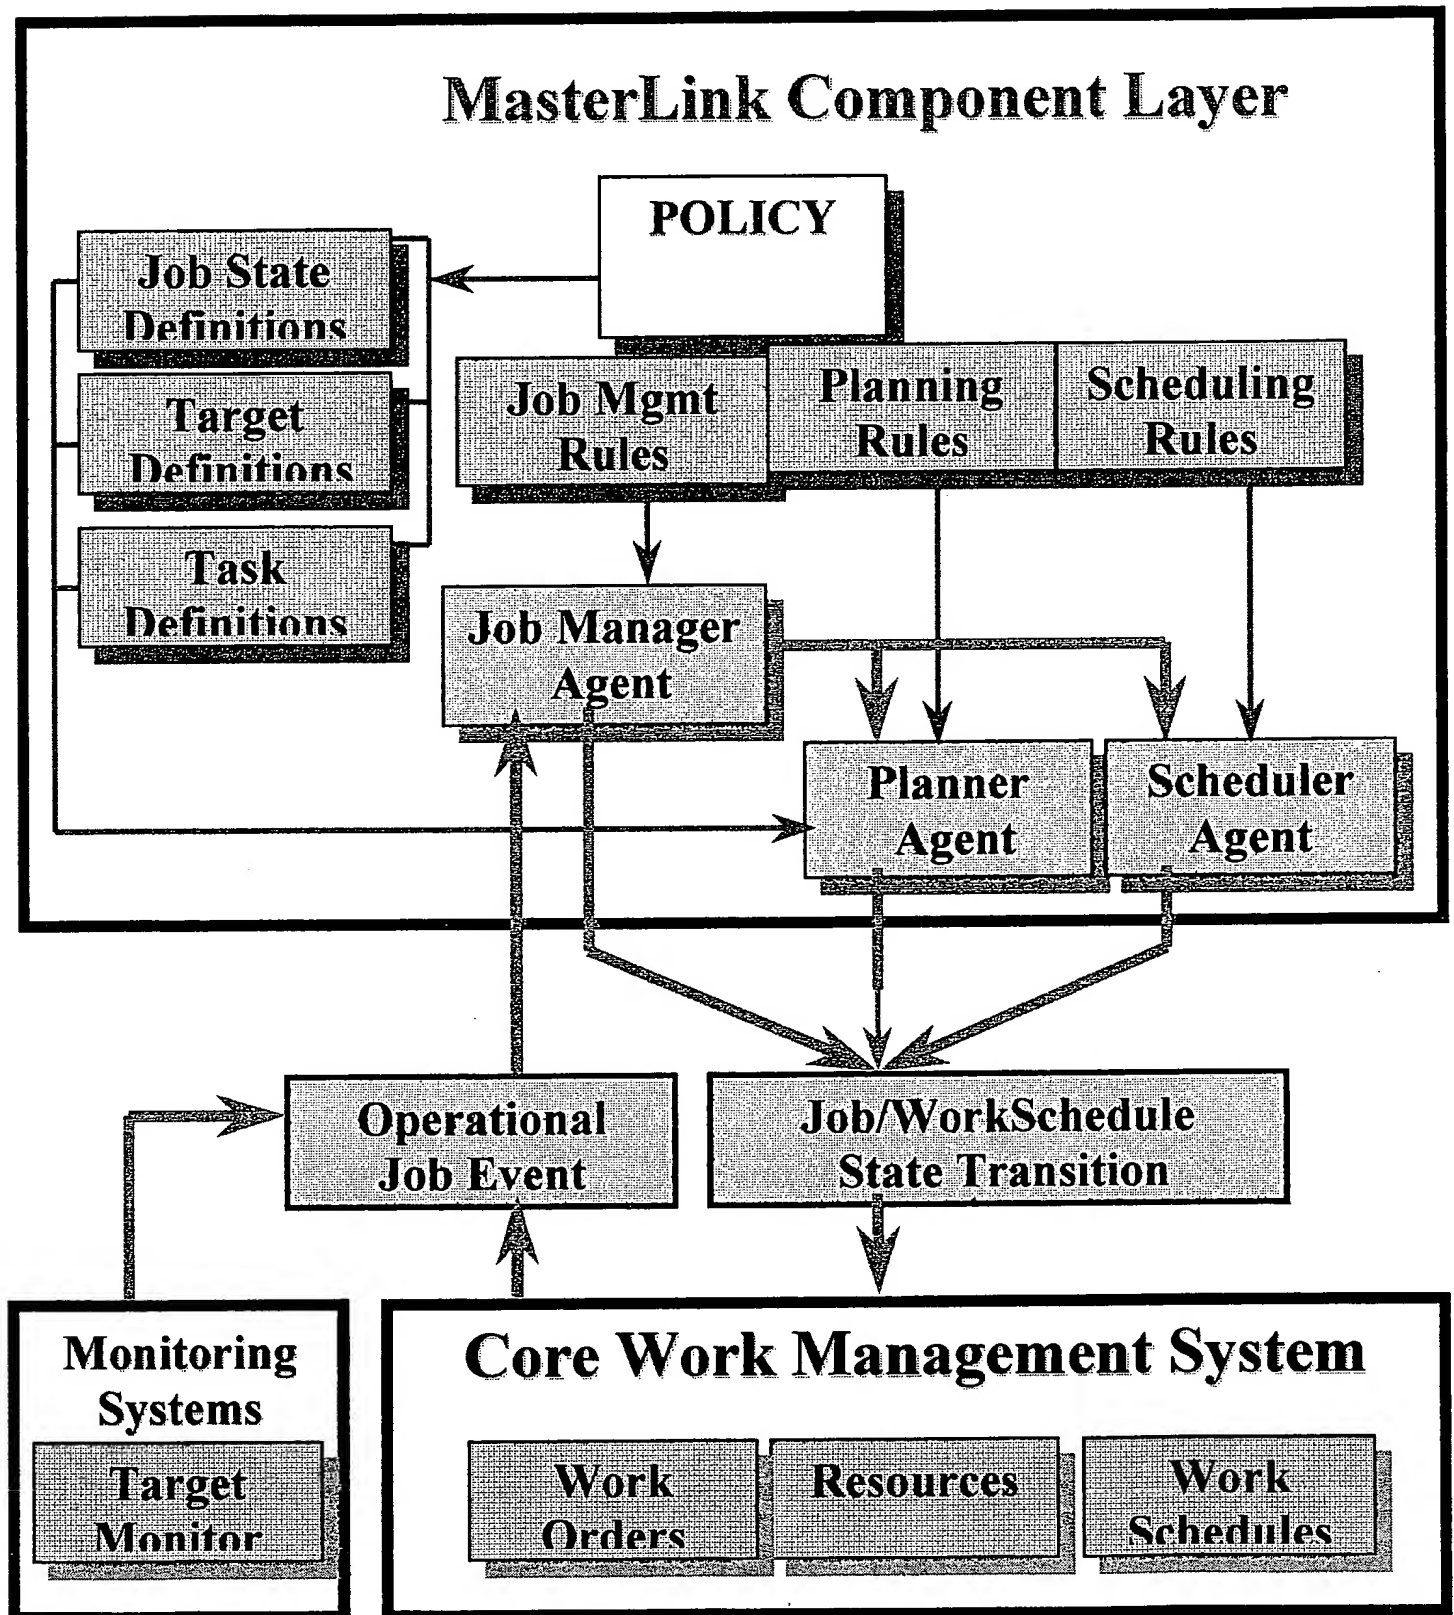 MasterLink Component Layer
POLICY
Job State
Definitions
Target
Definitions
Task
Definitions
Job Mgmt
Rules
Planning
Rules
Scheduling
Rules
Job Manager
Agent
Planner
Agent
Scheduler
Agent
Operational
Job Event
Job/WorkSchedule
State Transition
Monitoring
Systems
Target
Monitor
Core Work Management System
Work
Orders
Resources
Work
Schedules